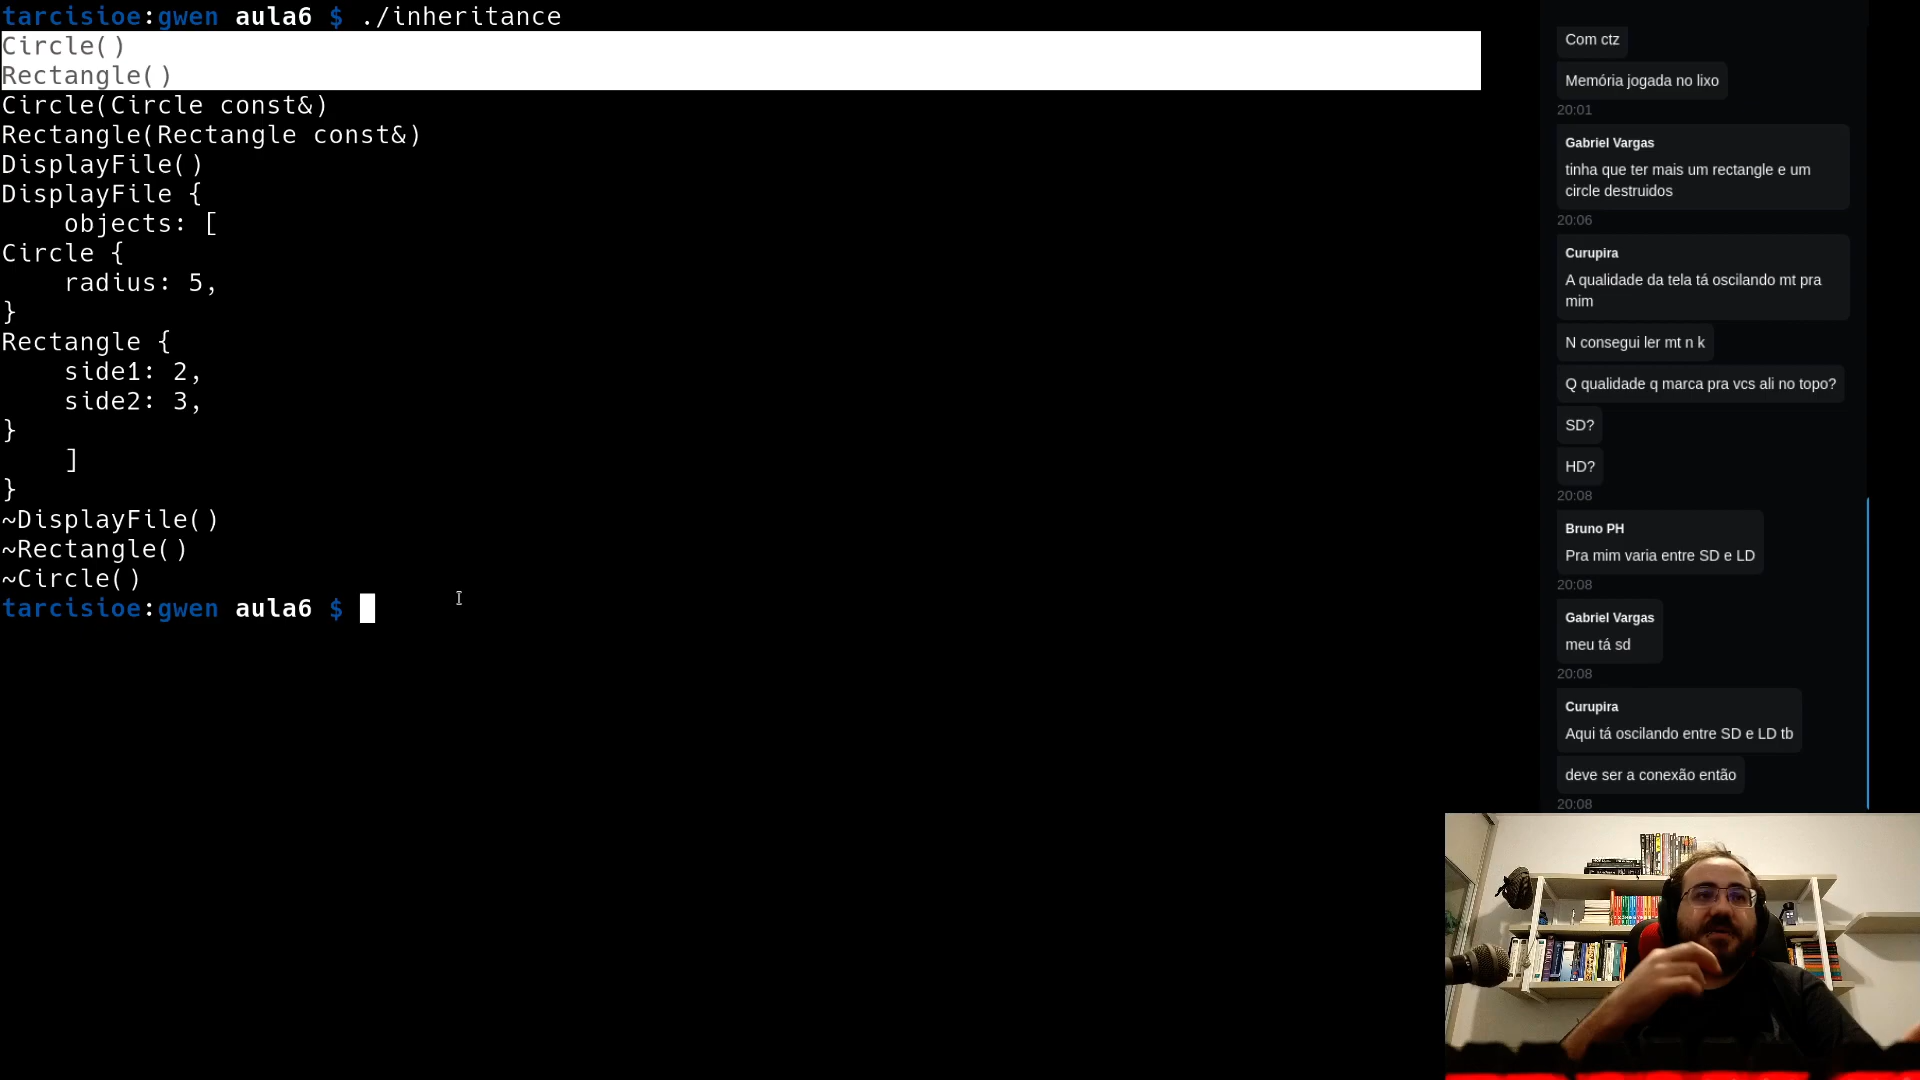 tarcisioe:gwen aula6 $ ./inheritance
Circle()
Rectangle()
Circle(Circle const&)
Rectangle(Rectangle const&)
DisplayFile()
DisplayFile {
    objects: [
Circle {
    radius: 5,
}
Rectangle {
    side1: 2,
    side2: 3,
}
    ]
}
~DisplayFile()
~Rectangle()
~Circle()
tarcisioe:gwen aula6 $
Com ctz
Memória jogada no lixo
20:01
Gabriel Vargas
tinha que ter mais um rectangle e um
circle destruidos
20:06
Curupira
A qualidade da tela tá oscilando mt pra
mim
N consegui ler mt n k
Q qualidade q marca pra vcs ali no topo?
SD?
HD?
20:08
Bruno PH
Pra mim varia entre SD e LD
20:08
Gabriel Vargas
meu tá sd
20:08
Curupira
Aqui tá oscilando entre SD e LD tb
deve ser a conexão então
20:08